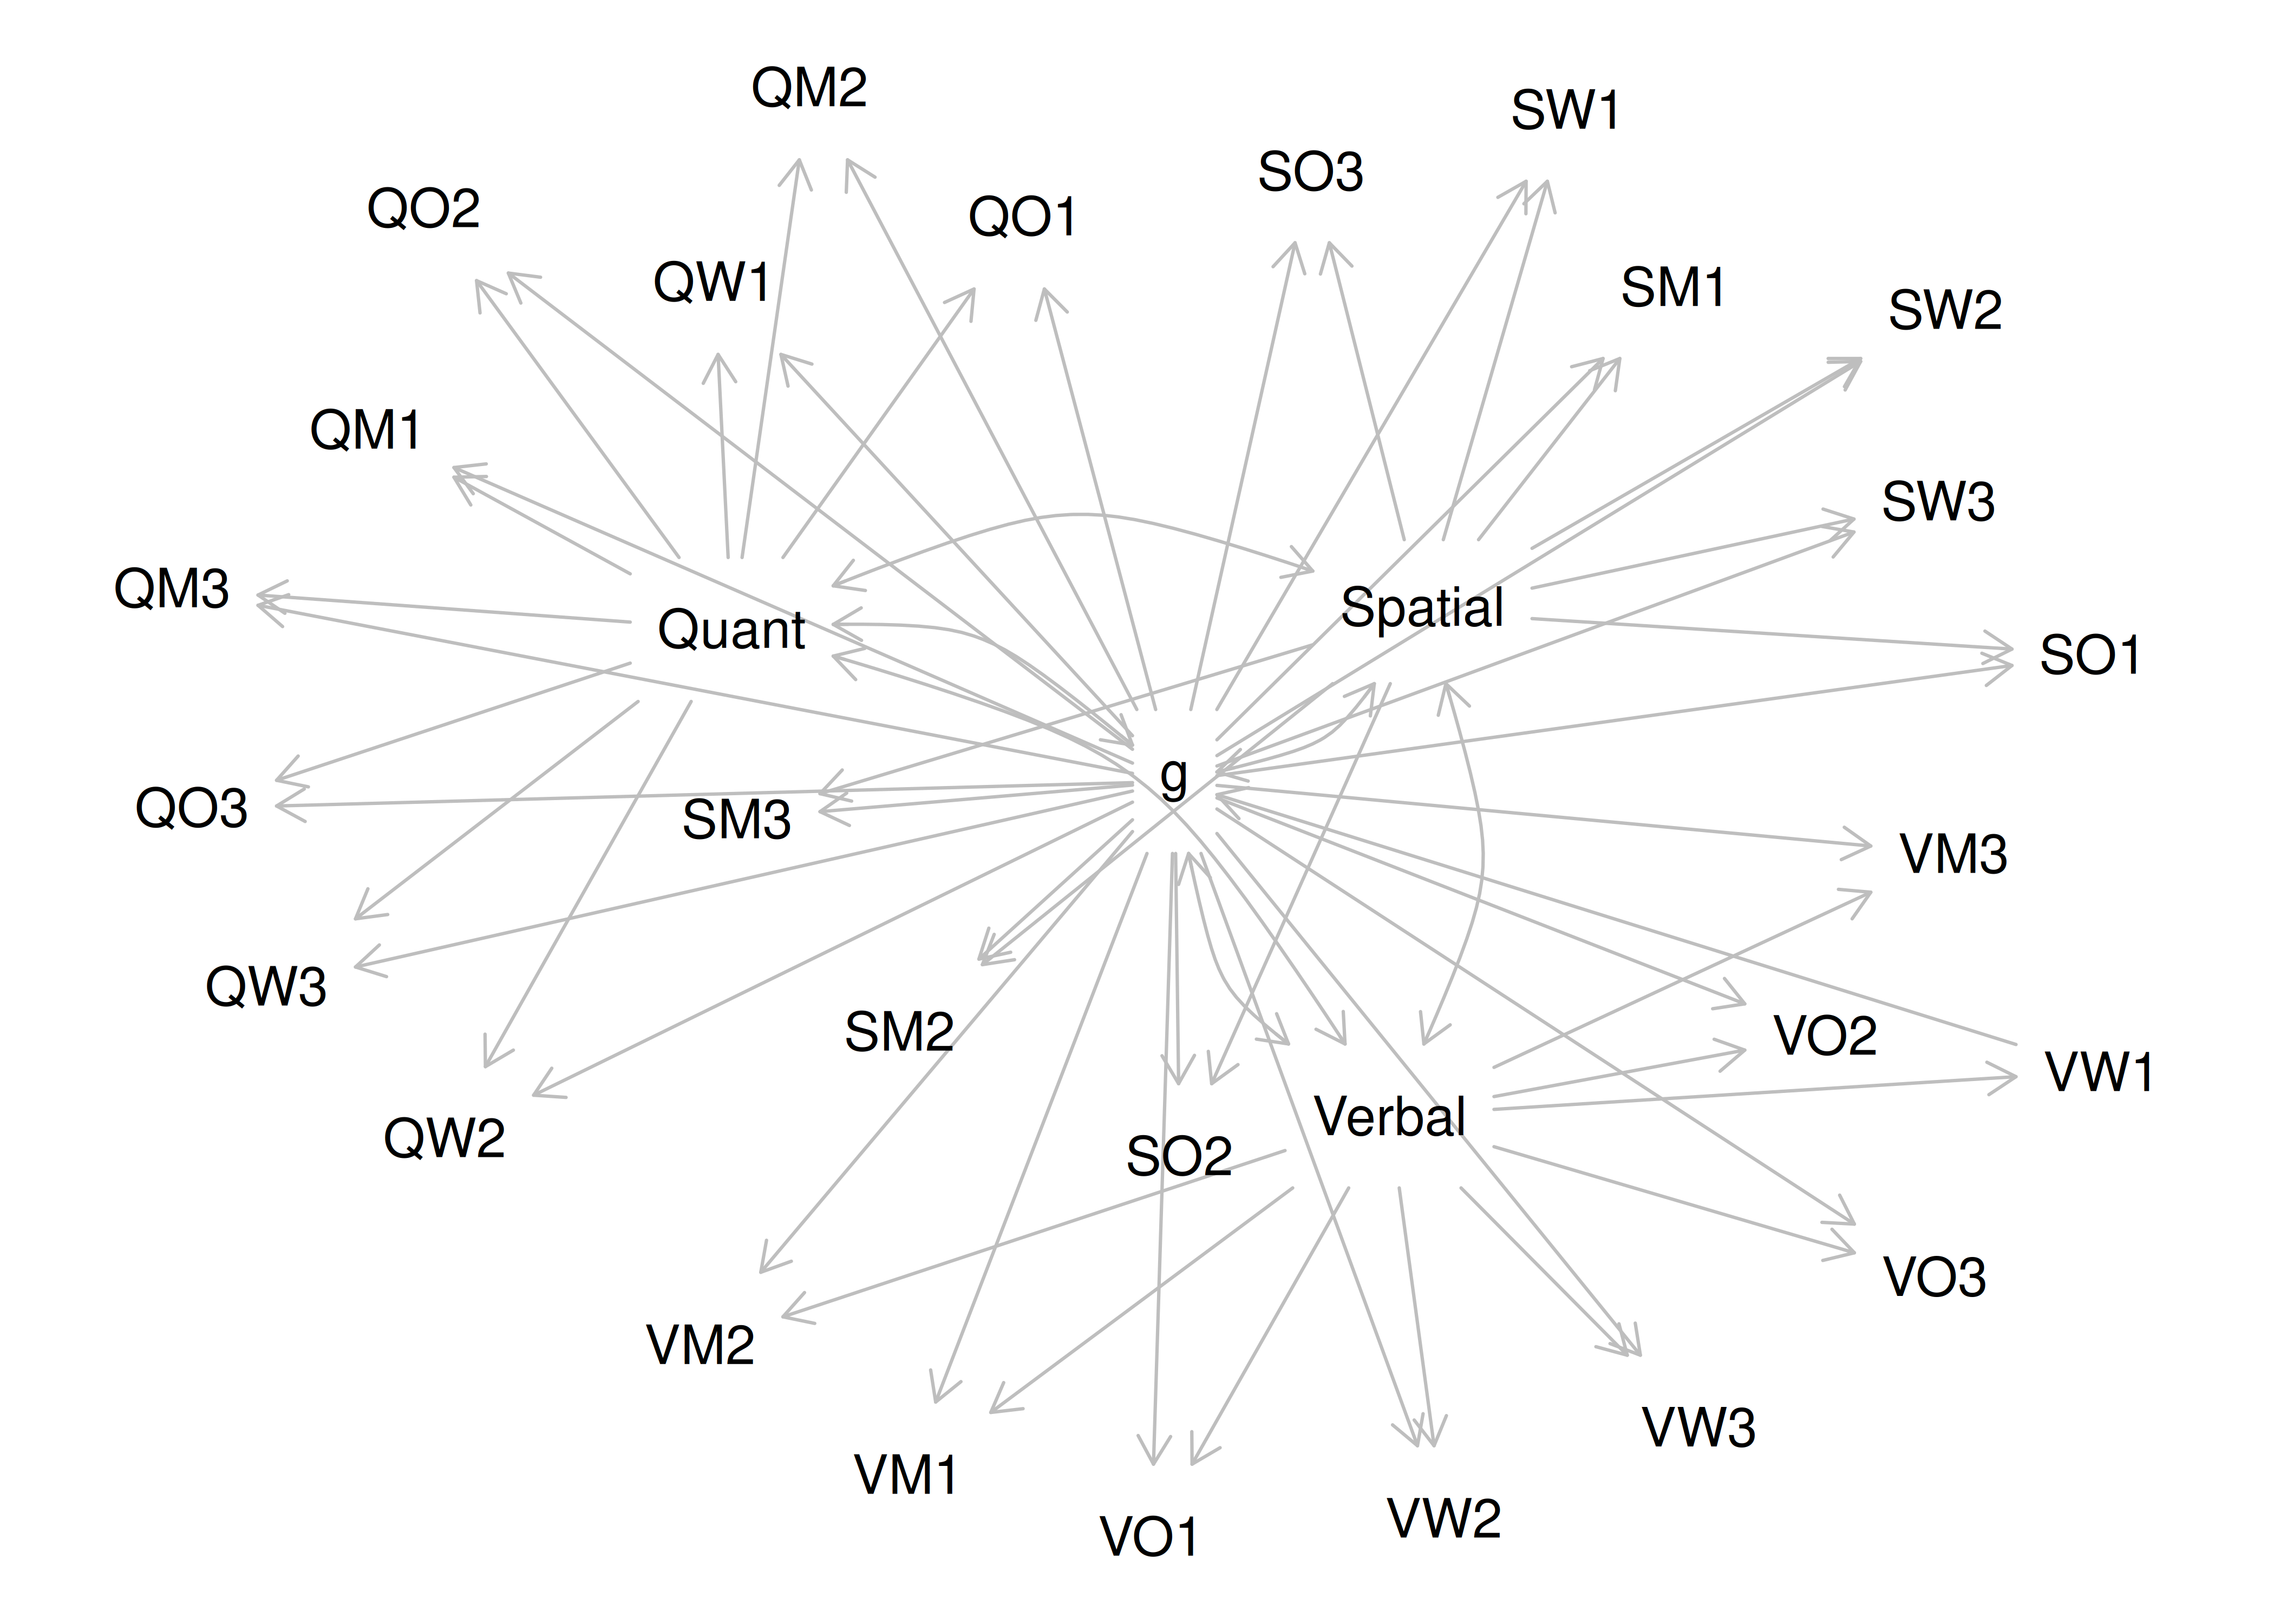 QM2
SW1
SO3
QO2
QO1
QW1
SM1
SW2
QM1
SW3
QM3
Spatial
Quant
SO1
g
QO3
SM3
VM3
QW3
SM2
VO2
VW1
Verbal
QW2
SO2
VO3
VM2
VW3
VM1
VW2
VO1